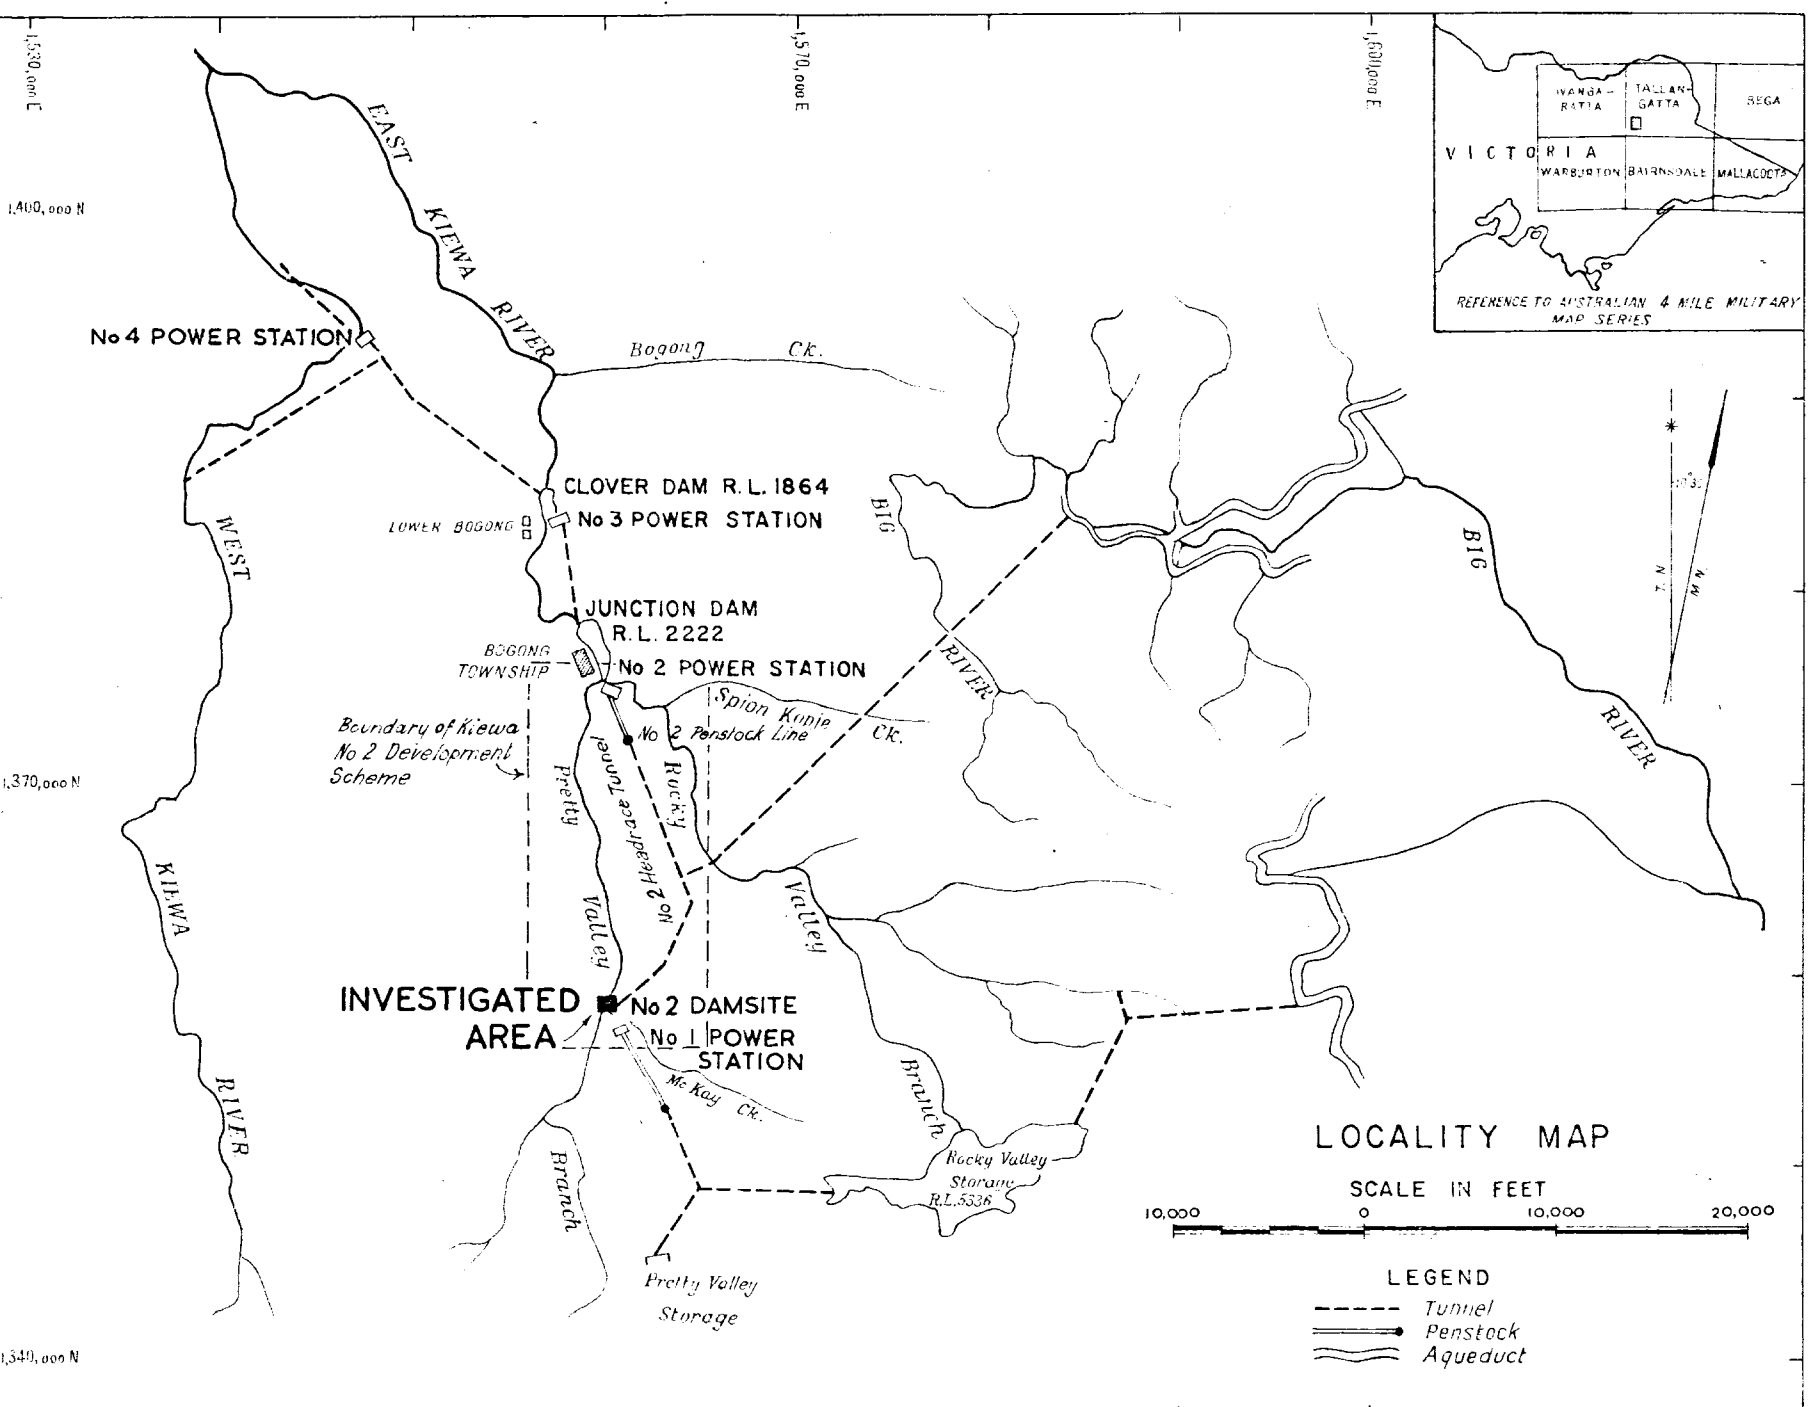 1,530,000 E
1,570,000 E
1,600,000 E
WANGA-
RATTA
TALLAN-
GATTA
BEGA
VICTORIA
WARBURTON
BAIRNSDALE
MALLACOOTA
REFERENCE TO AUSTRALIAN 4 MILE MILITARY
MAP SERIES
1,400,000 N
EAST KIEWA RIVER
No 4 POWER STATION
Bogong Ck.
CLOVER DAM R.L. 1864
No 3 POWER STATION
LOWER BOGONG
BIG RIVER
BIG RIVER
T.N.
M.N.
WEST KIEWA RIVER
JUNCTION DAM
R.L. 2222
BOGONG
TOWNSHIP
No 2 POWER STATION
Spion Kopje Ck.
No 2 Penstock Line
Boundary of Kiewa
No 2 Development
Scheme
1,370,000 N
Pretty Valley Branch
No 2 Headrace Tunnel
Rocky Valley Branch
INVESTIGATED
AREA
No 2 DAMSITE
No 1 POWER
STATION
Mc Kay Ck.
Rocky Valley
Storage
R.L. 5336
Pretty Valley
Storage
1,340,000 N
LOCALITY MAP
SCALE IN FEET
10,000 0 10,000 20,000
LEGEND
Tunnel
Penstock
Aqueduct